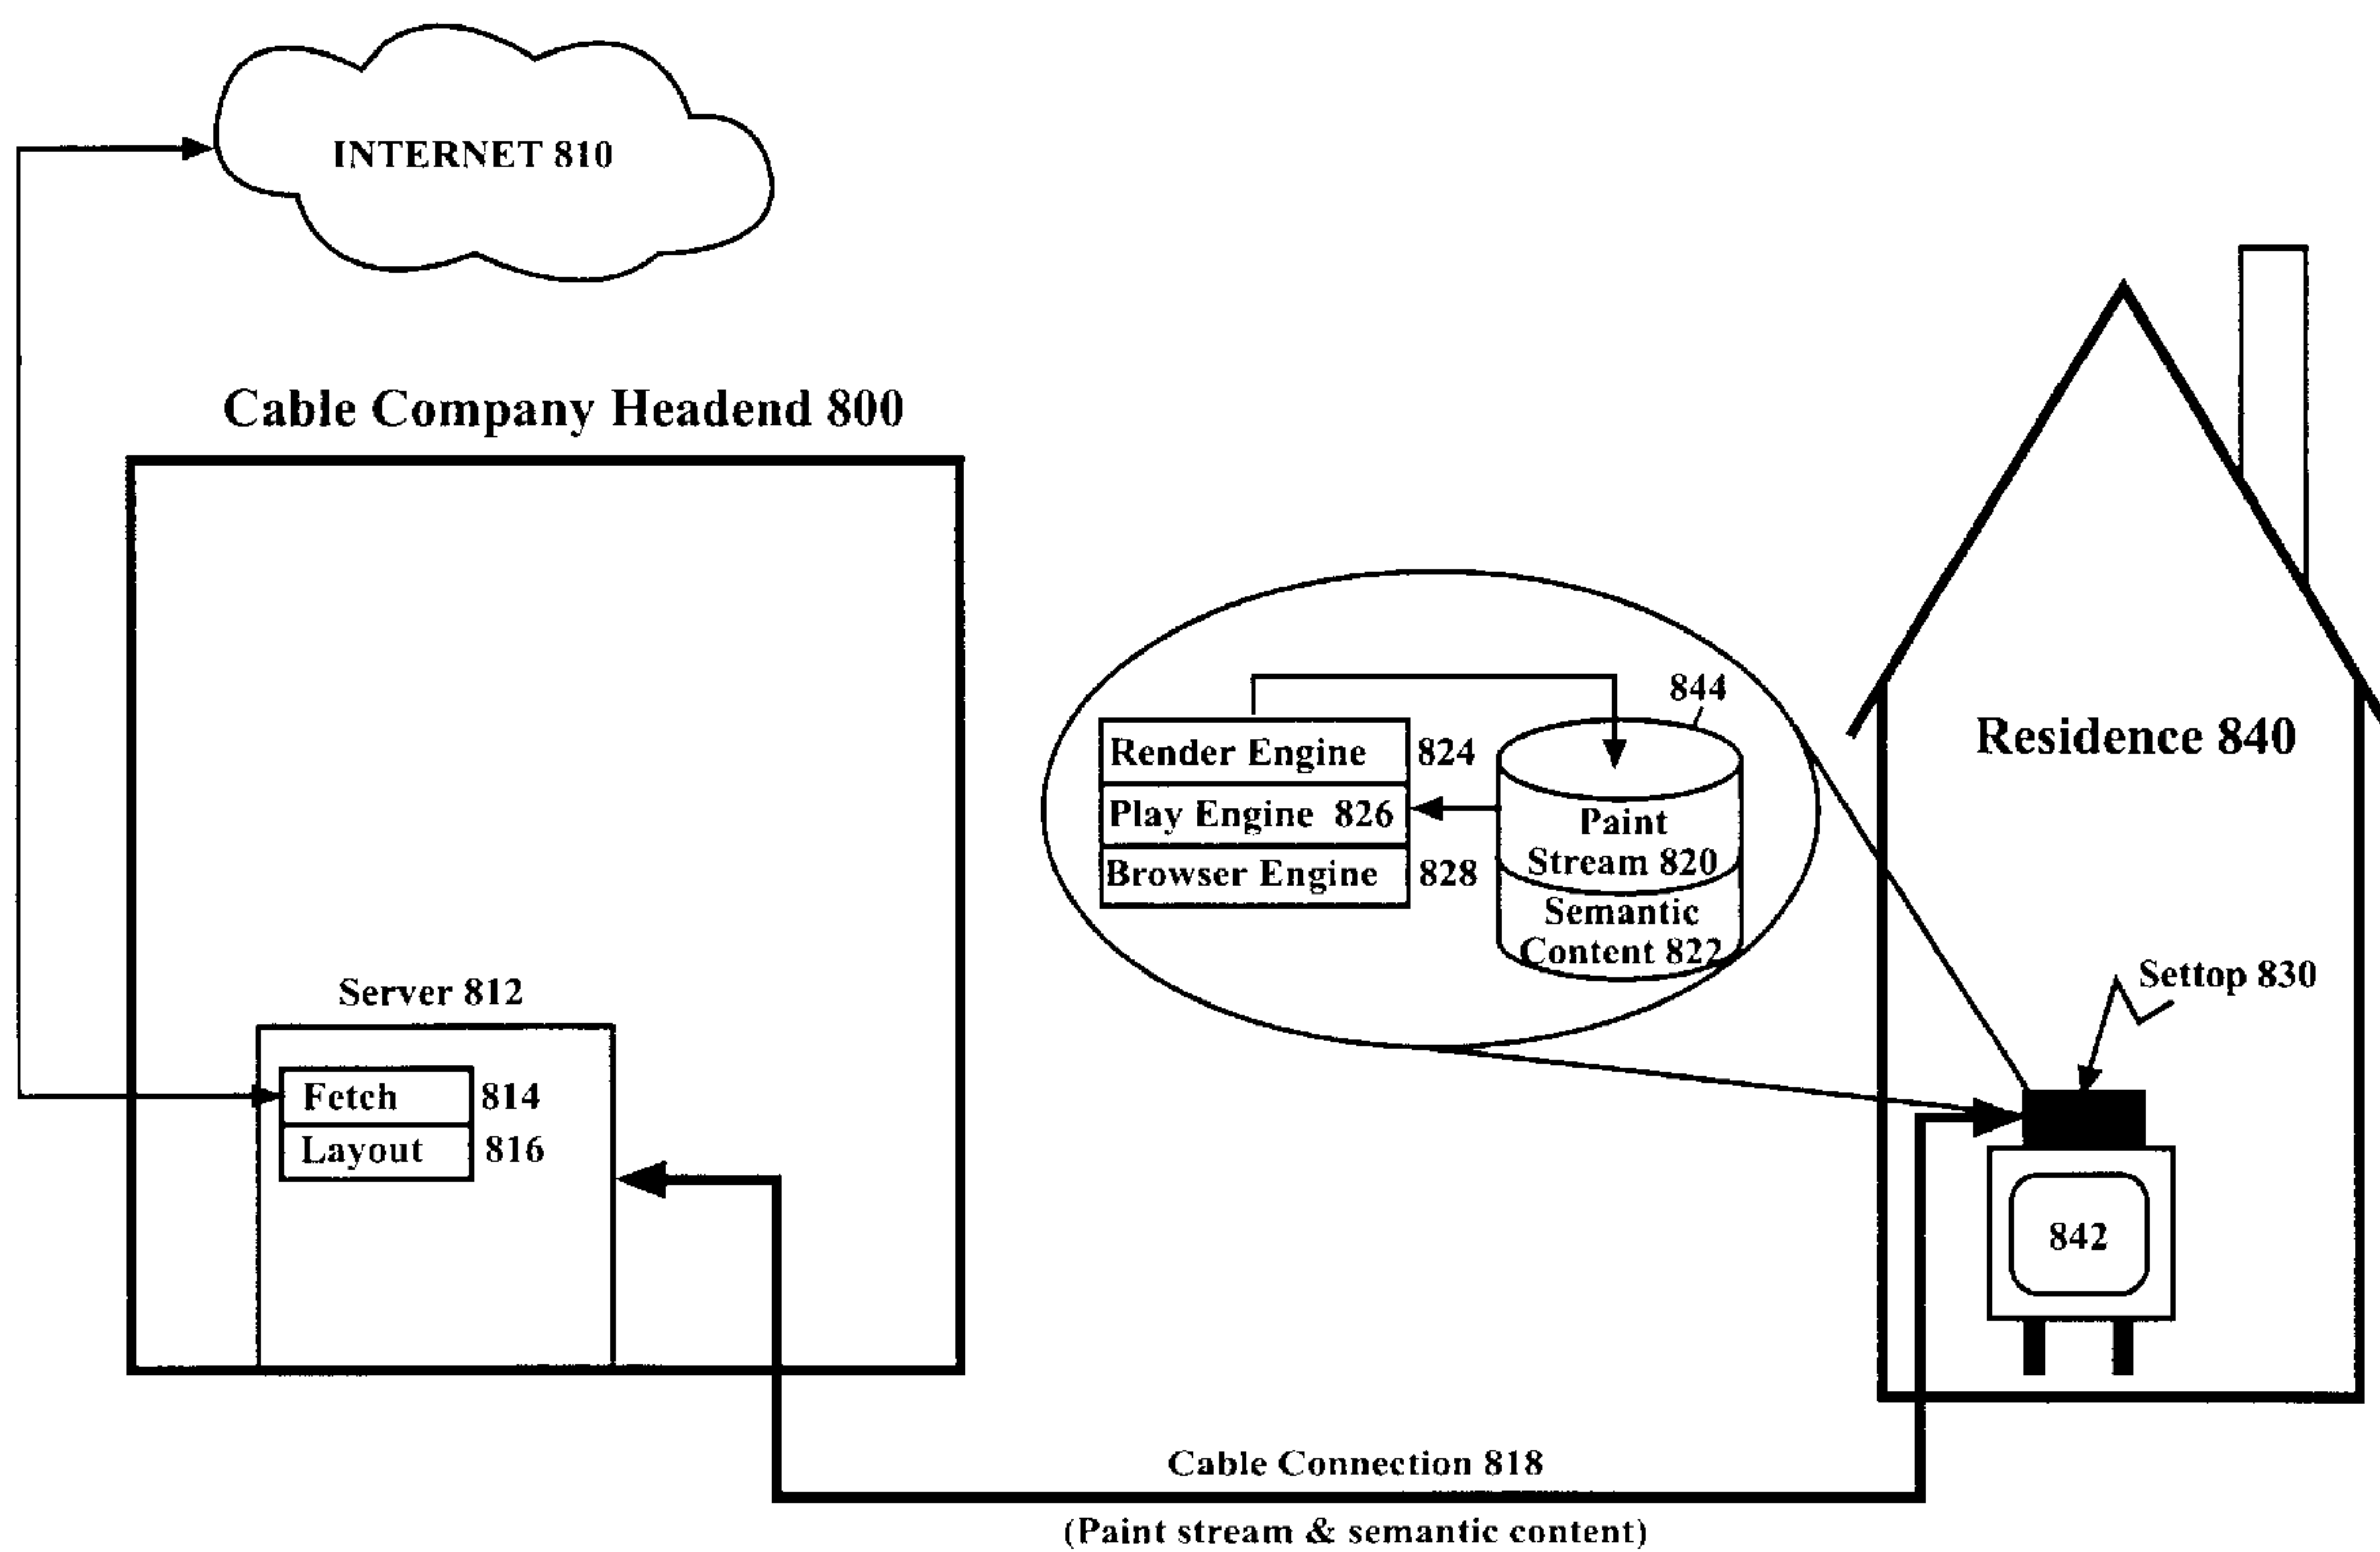 INTERNET 810
Cable Company Headend 800
844
Render Engine 824
Play Engine 826
Browser Engine 828
Paint
Stream 820
Semantic
Content 822
Residence 840
Settop 830
Server 812
Fetch 814
Layout 816
842
Cable Connection 818
(Paint stream & semantic content)